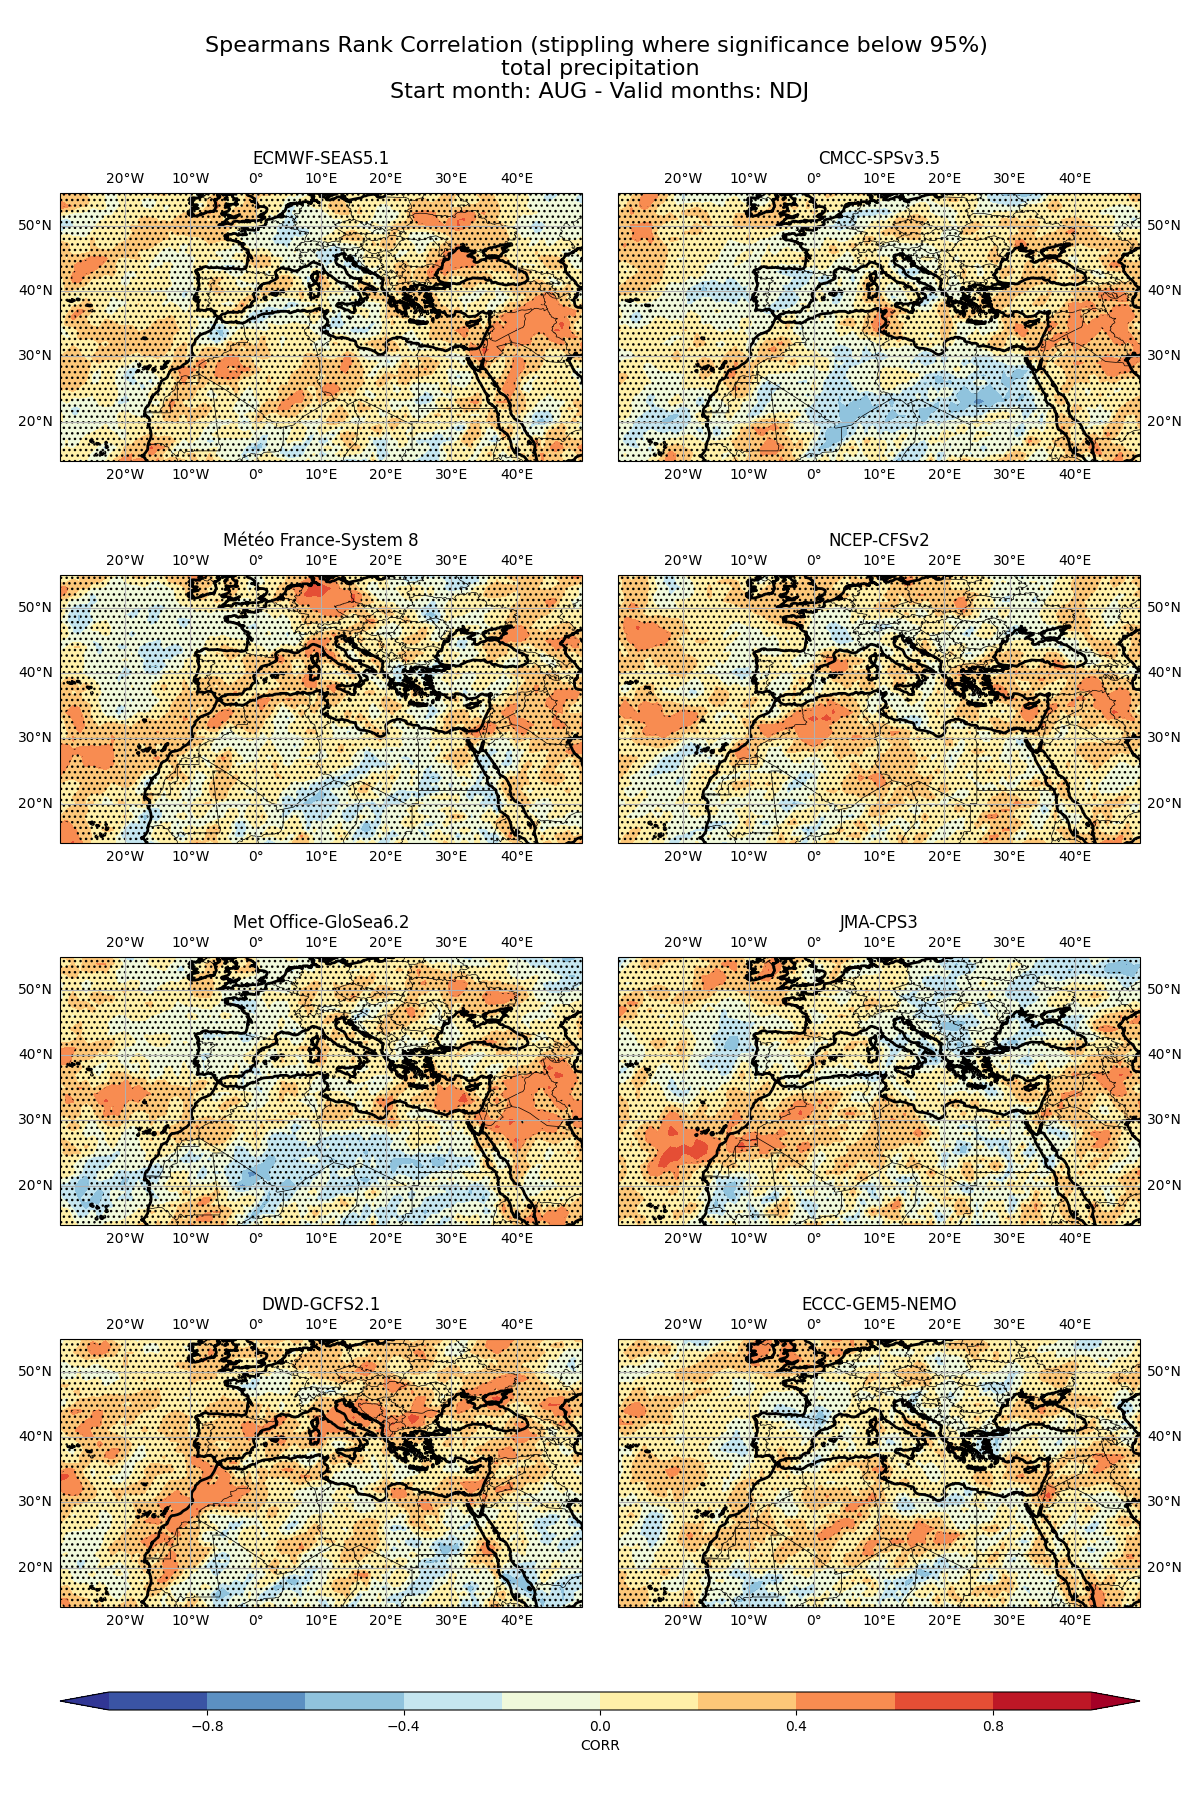 Spearmans Rank Correlation (stippling where significance below 95%)
total precipitation
Start month: AUG - Valid months: NDJ
ECMWF-SEAS5.1
20°W 10°W 0° 10°E 20°E 30°E 40°E
50°N
40°N
30°N
20°N
20°W 10°W 0° 10°E 20°E 30°E 40°E
CMCC-SPSv3.5
20°W 10°W 0° 10°E 20°E 30°E 40°E
50°N
40°N
30°N
20°N
20°W 10°W 0° 10°E 20°E 30°E 40°E
Météo France-System 8
20°W 10°W 0° 10°E 20°E 30°E 40°E
50°N
40°N
30°N
20°N
20°W 10°W 0° 10°E 20°E 30°E 40°E
NCEP-CFSv2
20°W 10°W 0° 10°E 20°E 30°E 40°E
50°N
40°N
30°N
20°N
20°W 10°W 0° 10°E 20°E 30°E 40°E
Met Office-GloSea6.2
20°W 10°W 0° 10°E 20°E 30°E 40°E
50°N
40°N
30°N
20°N
20°W 10°W 0° 10°E 20°E 30°E 40°E
JMA-CPS3
20°W 10°W 0° 10°E 20°E 30°E 40°E
50°N
40°N
30°N
20°N
20°W 10°W 0° 10°E 20°E 30°E 40°E
DWD-GCFS2.1
20°W 10°W 0° 10°E 20°E 30°E 40°E
50°N
40°N
30°N
20°N
20°W 10°W 0° 10°E 20°E 30°E 40°E
ECCC-GEM5-NEMO
20°W 10°W 0° 10°E 20°E 30°E 40°E
50°N
40°N
30°N
20°N
20°W 10°W 0° 10°E 20°E 30°E 40°E
−0.8 −0.4 0.0 0.4 0.8
CORR